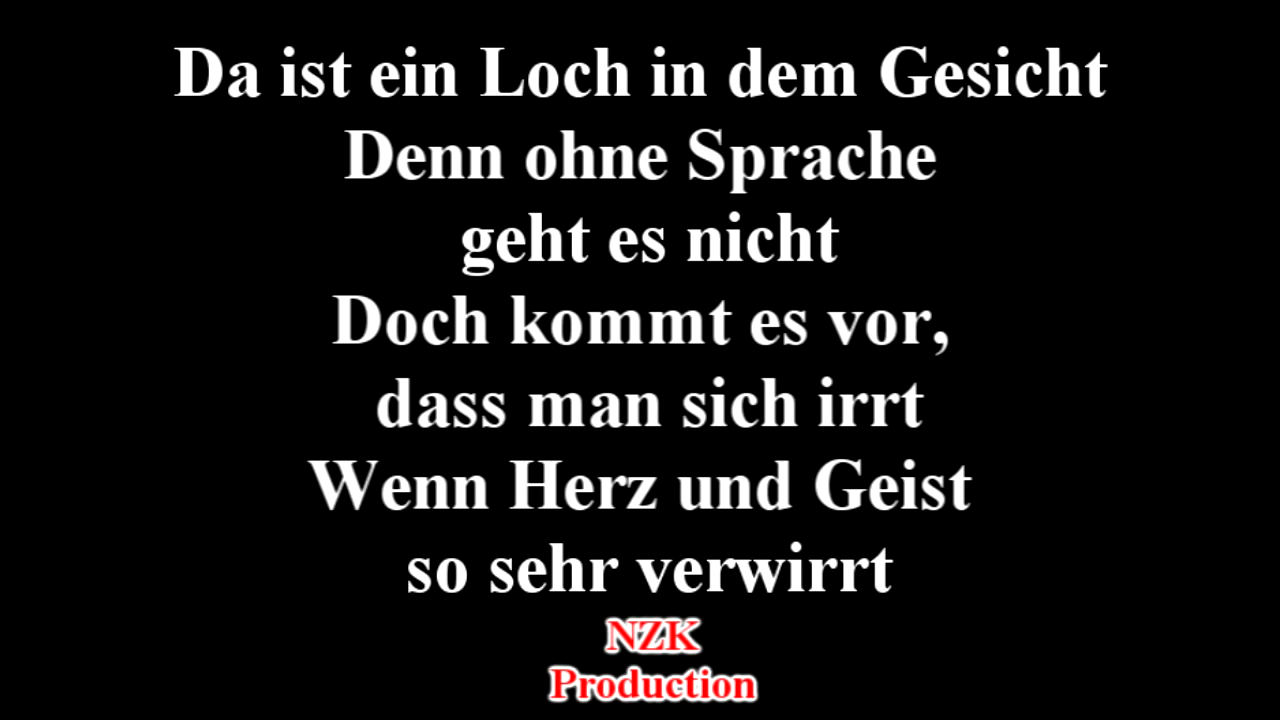 Da ist ein Loch in dem Gesicht
Denn ohne Sprache
geht es nicht
Doch kommt es vor,
dass man sich irrt
Wenn Herz und Geist
so sehr verwirrt
NZK
Production